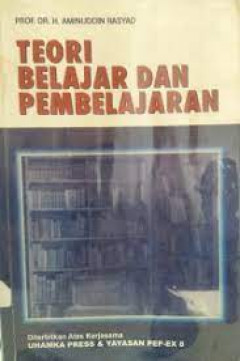 PROF. DR. H. AMINUDDIN RASYAD
TEORI
BELAJAR DAN
PEMBELAJARAN
Diterbitkan Atas Kerjasama
UHAMKA PRESS & YAYASAN PEP-EX 8